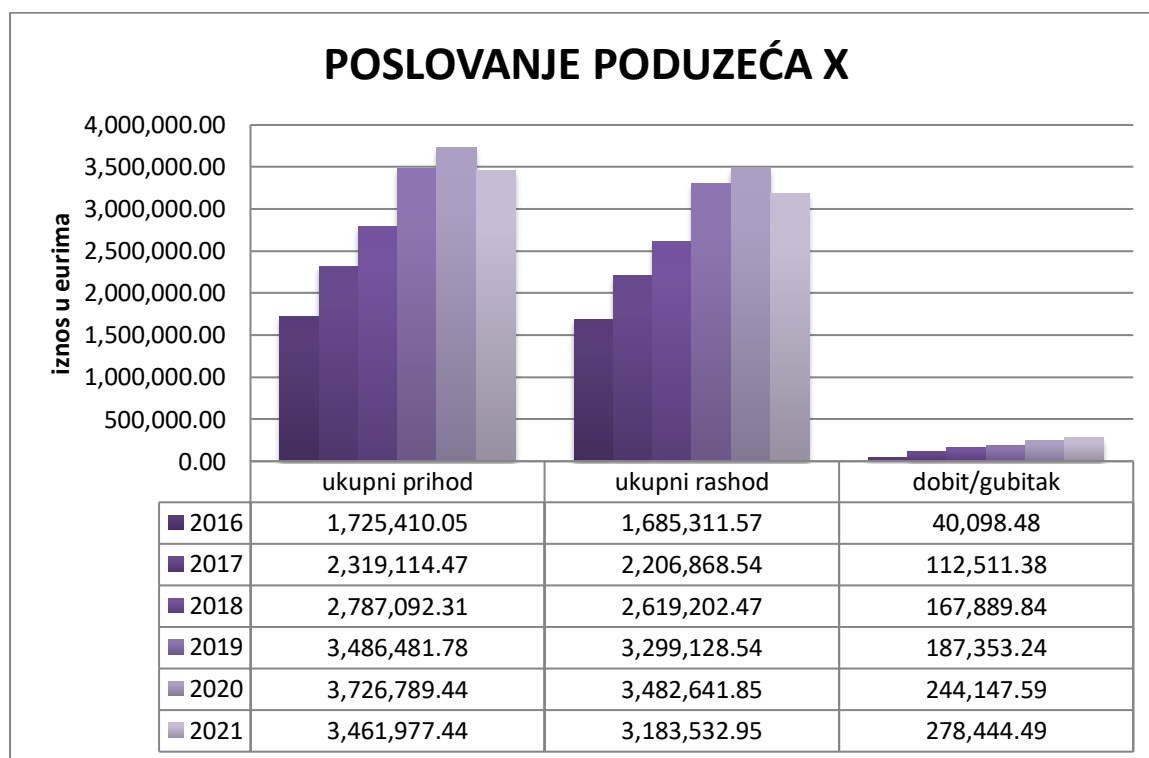 POSLOVANJE PODUZEĆA X
iznos u eurima
4,000,000.00
3,500,000.00
3,000,000.00
2,500,000.00
2,000,000.00
1,500,000.00
1,000,000.00
500,000.00
0.00
ukupni prihod ukupni rashod dobit/gubitak
2016 1,725,410.05 1,685,311.57 40,098.48
2017 2,319,114.47 2,206,868.54 112,511.38
2018 2,787,092.31 2,619,202.47 167,889.84
2019 3,486,481.78 3,299,128.54 187,353.24
2020 3,726,789.44 3,482,641.85 244,147.59
2021 3,461,977.44 3,183,532.95 278,444.49